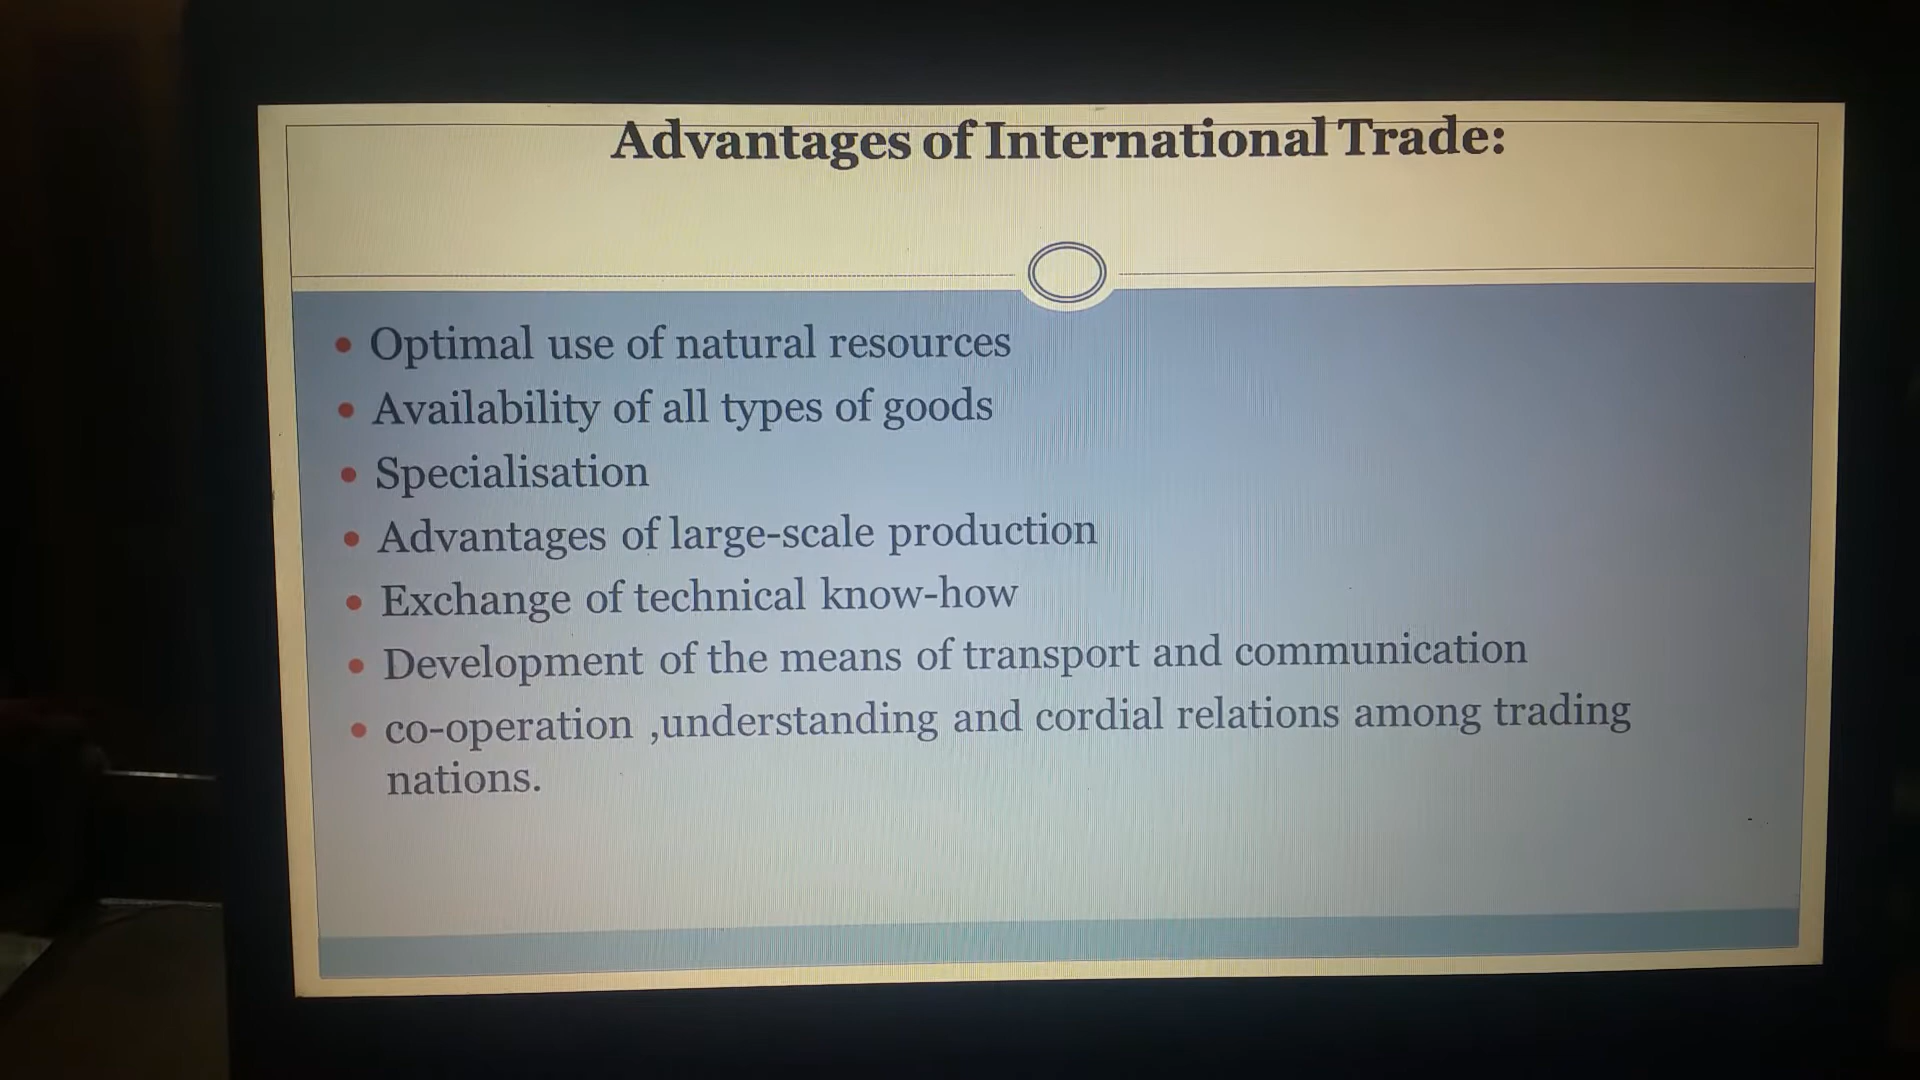 Advantages of International Trade:
• Optimal use of natural resources
• Availability of all types of goods
• Specialisation
• Advantages of large-scale production
• Exchange of technical know-how
• Development of the means of transport and communication
• co-operation ,understanding and cordial relations among trading
nations.